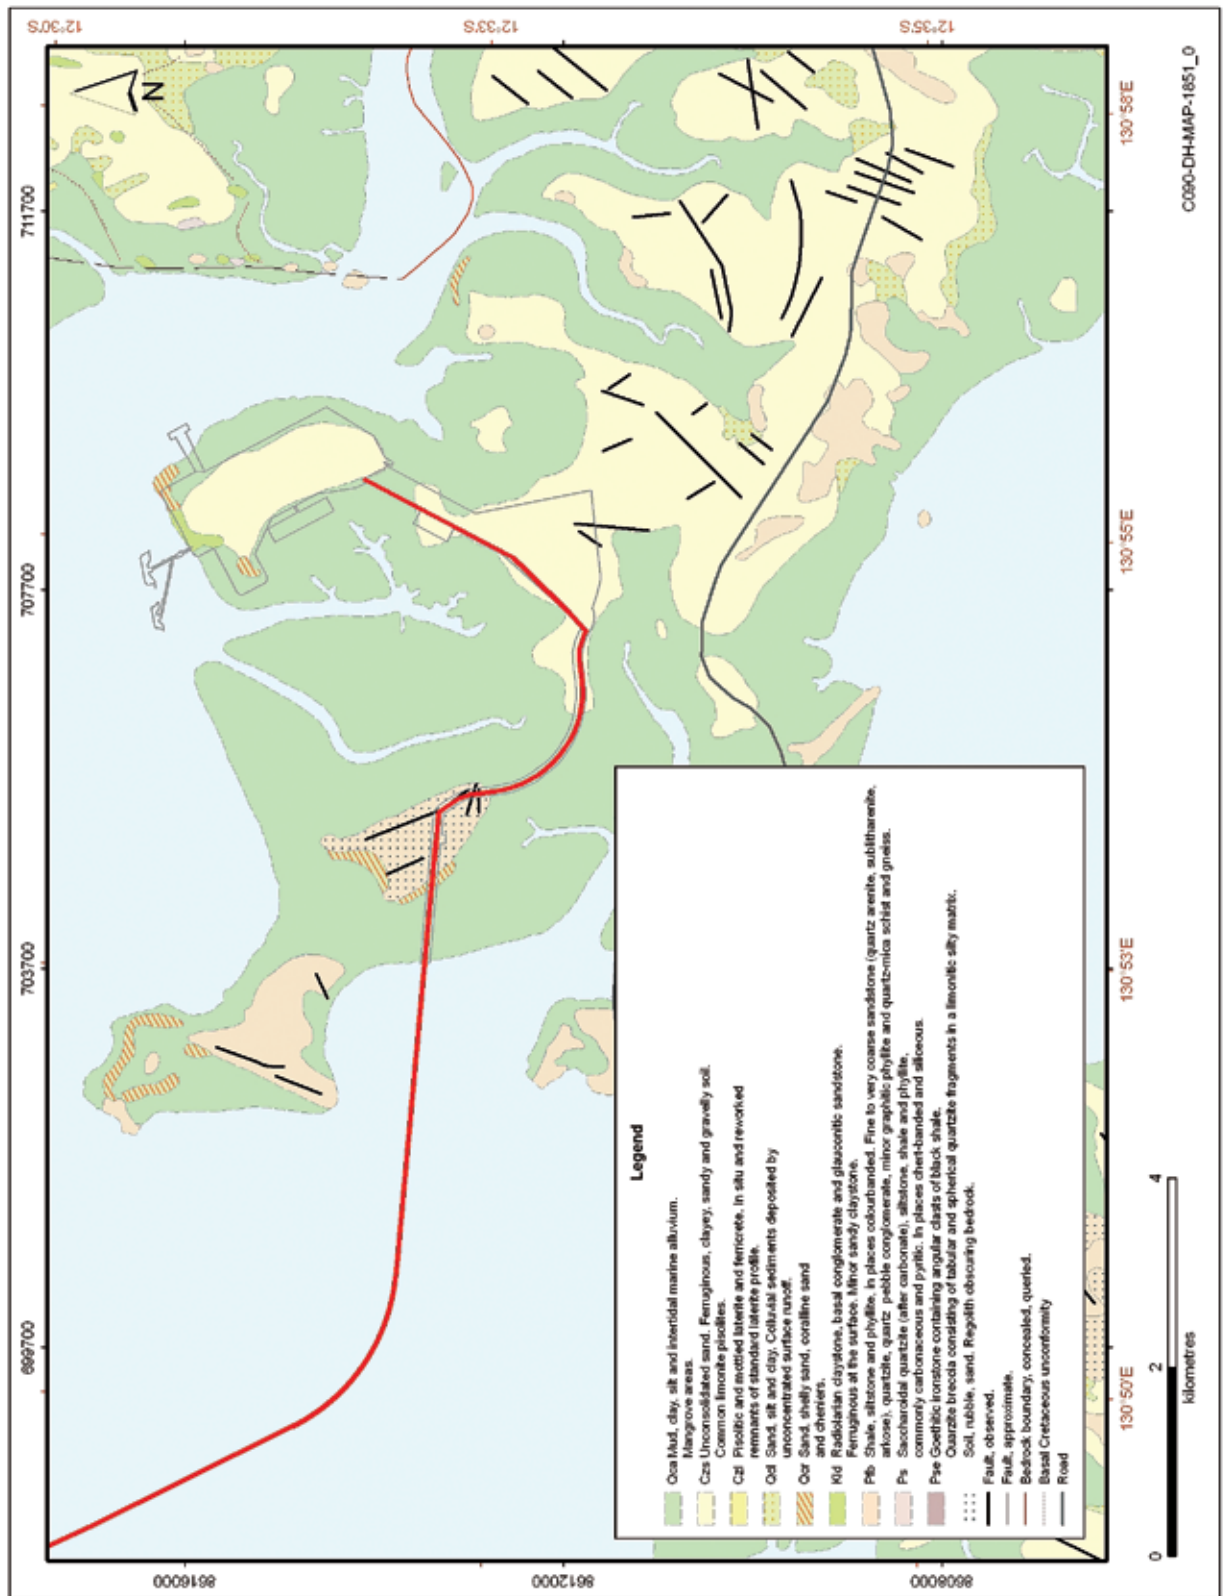 12°30'S
12°33'S
12°35'S
N
711700
707700
703700
699700
130°58'E
130°55'E
130°53'E
130°50'E
8616000
8612000
8608000
Legend
Qca Mud, clay, silt and intertidal marine alluvium.
Mangrove areas.
Czs Unconsolidated sand. Ferruginous, clayey, sandy and gravelly soil.
Common limonite pisolites.
Czl Pisolitic and mottled laterite and ferricrete, in situ and reworked
remnants of standard laterite profile.
Qcl Sand, silt and clay. Colluvial sediments deposited by
unconcentrated surface runoff.
Qcr Sand, shelly sand, coralline sand
and cheniers.
Kld Radiolarian claystone, basal conglomerate and glauconitic sandstone.
Ferruginous at the surface. Minor sandy claystone.
Pfb Shale, siltstone and phyllite, in places colourbanded. Fine to very coarse sandstone (quartz arenite, sublitharenite,
arkose), quartzite, quartz pebble conglomerate, minor graphitic phyllite and quartz-mica schist and gneiss.
Ps Saccharoidal quartzite (after carbonate), siltstone, shale and phyllite,
commonly carbonaceous and pyritic. In places chert-banded and siliceous.
Pse Goethitic ironstone containing angular clasts of black shale.
Quartzite breccia consisting of tabular and spherical quartzite fragments in a limonitic silty matrix.
Soil, rubble, sand. Regolith obscuring bedrock.
Fault, observed.
Fault, approximate.
Bedrock boundary, concealed, queried.
Basal Cretaceous unconformity
Road
0 2 4
kilometres
C090-DH-MAP-1851_0